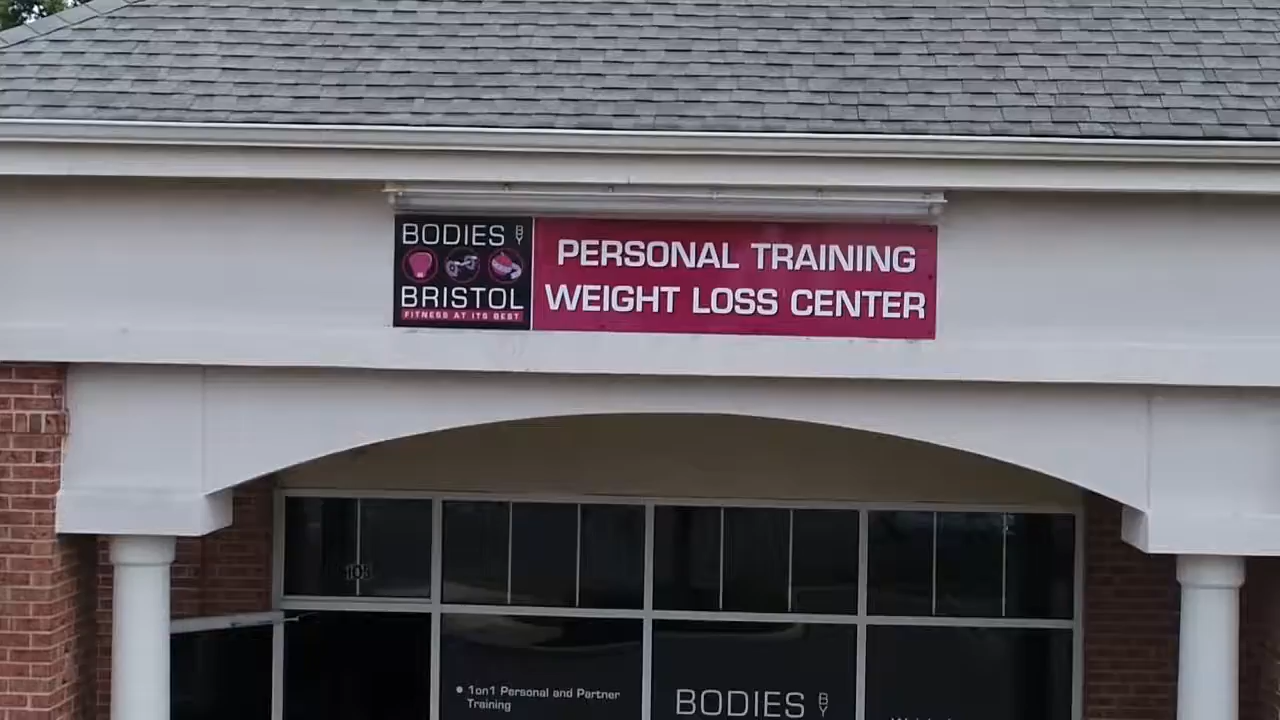 BODIES BY
BRISTOL
FITNESS AT ITS BEST
PERSONAL TRAINING
WEIGHT LOSS CENTER
105
• 1on1 Personal and Partner
Training
BODIES BY